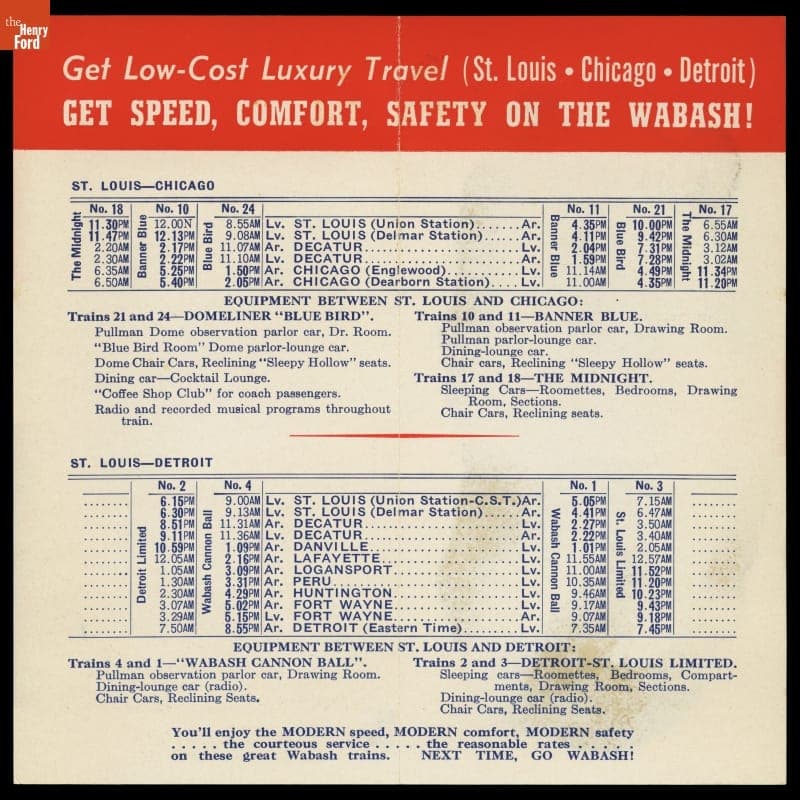 the
Henry
Ford
Get Low-Cost Luxury Travel (St. Louis • Chicago • Detroit)
GET SPEED, COMFORT, SAFETY ON THE WABASH!
ST. LOUIS—CHICAGO
The Midnight No. 18 Banner Blue No. 10 Blue Bird No. 24 Banner Blue No. 11 Blue Bird No. 21 The Midnight No. 17
11.30PM 12.00N 8.55AM Lv. ST. LOUIS (Union Station)......Ar. 4.35PM 10.00PM 6.55AM
11.47PM 12.13PM 9.08AM Lv. ST. LOUIS (Delmar Station).....Ar. 4.11PM 9.42PM 6.30AM
2.20AM 2.17PM 11.07AM Ar. DECATUR......Lv. 2.04PM 7.31PM 3.12AM
2.30AM 2.22PM 11.10AM Lv. DECATUR......Ar. 1.59PM 7.28PM 3.02AM
6.35AM 5.25PM 1.50PM Ar. CHICAGO (Englewood)......Lv. 11.14AM 4.49PM 11.34PM
6.50AM 5.40PM 2.05PM Ar. CHICAGO (Dearborn Station).....Lv. 11.00AM 4.35PM 11.20PM
EQUIPMENT BETWEEN ST. LOUIS AND CHICAGO:
Trains 21 and 24—DOMELINER "BLUE BIRD".
Pullman Dome observation parlor car, Dr. Room.
"Blue Bird Room" Dome parlor-lounge car.
Dome Chair Cars, Reclining "Sleepy Hollow" seats.
Dining car—Cocktail Lounge.
"Coffee Shop Club" for coach passengers.
Radio and recorded musical programs throughout
train.
Trains 10 and 11—BANNER BLUE.
Pullman observation parlor car, Drawing Room.
Pullman parlor-lounge car.
Dining-lounge car.
Chair cars, Reclining "Sleepy Hollow" seats.
Trains 17 and 18—THE MIDNIGHT.
Sleeping Cars—Roomettes, Bedrooms, Drawing
Room, Sections.
Chair Cars, Reclining seats.
ST. LOUIS—DETROIT
Detroit Limited No. 2 Wabash Cannon Ball No. 4 Wabash Cannon Ball No. 1 St. Louis Limited No. 3
6.15PM 9.00AM Lv. ST. LOUIS (Union Station-C.S.T.)Ar. 5.05PM 7.15AM
6.30PM 9.13AM Lv. ST. LOUIS (Delmar Station).....Ar. 4.41PM 6.47AM
8.51PM 11.31AM Ar. DECATUR......Lv. 2.27PM 3.50AM
9.11PM 11.36AM Lv. DECATUR......Ar. 2.22PM 3.40AM
10.59PM 1.09PM Ar. DANVILLE......Lv. 1.01PM 2.05AM
12.05AM 2.16PM Ar. LAFAYETTE......Lv. 11.55AM 12.57AM
1.05AM 3.09PM Ar. LOGANSPORT......Lv. 11.00AM 11.52PM
1.30AM 3.31PM Ar. PERU......Lv. 10.35AM 11.20PM
2.30AM 4.29PM Ar. HUNTINGTON......Lv. 9.46AM 10.23PM
3.07AM 5.02PM Ar. FORT WAYNE......Lv. 9.17AM 9.43PM
3.29AM 5.15PM Lv. FORT WAYNE......Ar. 9.07AM 9.18PM
7.50AM 8.55PM Ar. DETROIT (Eastern Time)......Lv. 7.35AM 7.45PM
EQUIPMENT BETWEEN ST. LOUIS AND DETROIT:
Trains 4 and 1—"WABASH CANNON BALL".
Pullman observation parlor car, Drawing Room.
Dining-lounge car (radio).
Chair Cars, Reclining Seats.
Trains 2 and 3—DETROIT-ST. LOUIS LIMITED.
Sleeping cars—Roomettes, Bedrooms, Compart-
ments, Drawing Room, Sections.
Dining-lounge car (radio).
Chair Cars, Reclining Seats.
You'll enjoy the MODERN speed, MODERN comfort, MODERN safety
. . . . . the courteous service . . . . . the reasonable rates . . . . . .
on these great Wabash trains. NEXT TIME, GO WABASH!